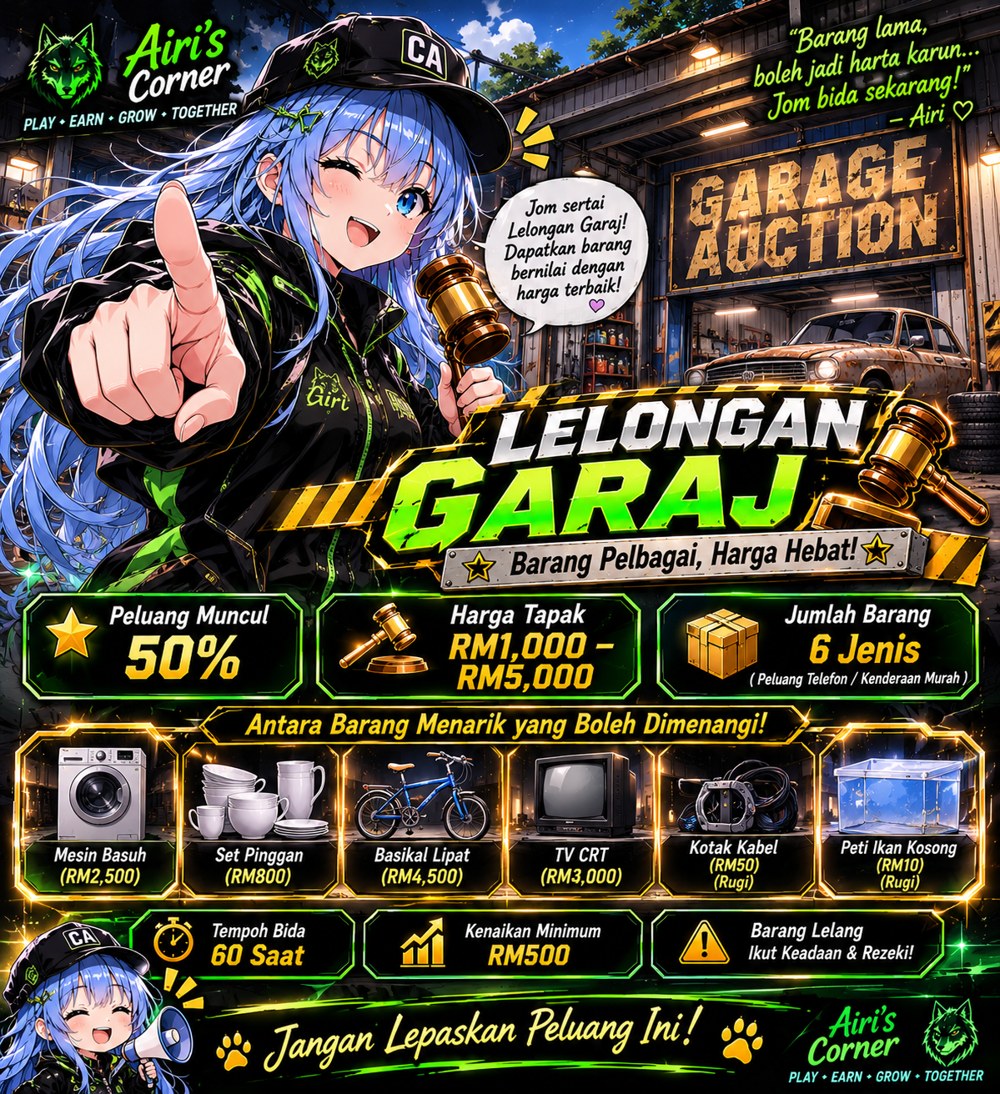 Airi's
Corner
PLAY • EARN • GROW • TOGETHER
CA
"Barang lama,
boleh jadi harta karun...
Jom bida sekarang!"
– Airi ♡
GARAGE
AUCTION
Jom sertai
Lelongan Garaj!
Dapatkan barang
bernilai dengan
harga terbaik!
Giri
LELONGAN
GARAJ
Barang Pelbagai, Harga Hebat!
Peluang Muncul
50%
Harga Tapak
RM1,000 –
RM5,000
Jumlah Barang
6 Jenis
( Peluang Telefon / Kenderaan Murah )
Antara Barang Menarik yang Boleh Dimenangi!
Mesin Basuh
(RM2,500)
Set Pinggan
(RM800)
Basikal Lipat
(RM4,500)
TV CRT
(RM3,000)
Kotak Kabel
(RM50)
(Rugi)
Peti Ikan Kosong
(RM10)
(Rugi)
Tempoh Bida
60 Saat
Kenaikan Minimum
RM500
Barang Lelang
Ikut Keadaan & Rezeki!
CA
Jangan Lepaskan Peluang Ini!
Airi's
Corner
PLAY • EARN • GROW • TOGETHER